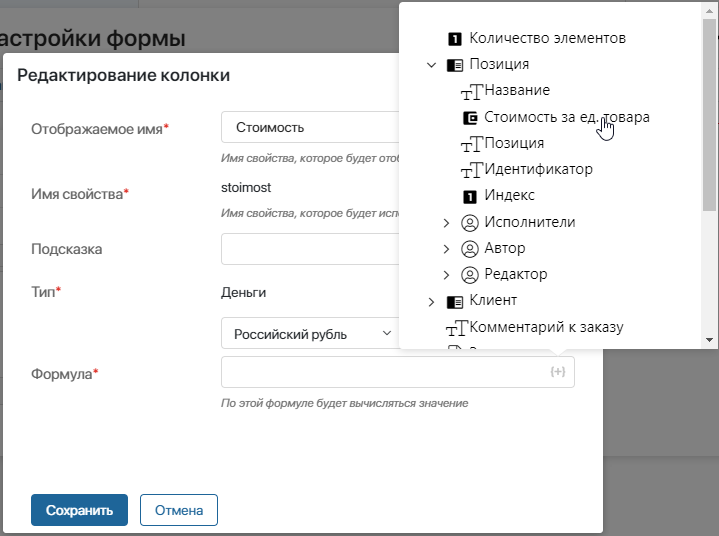 астройки формы
Редактирование колонки
Отображаемое имя*
Стоимость
Имя свойства, которое будет отоб
Имя свойства*
stoimost
Имя свойства, которое будет исп
Подсказка
Тип*
Деньги
Российский рубль
Формула*
{+}
По этой формуле будет вычисляться значение
Сохранить
Отмена
Количество элементов
Позиция
Название
Стоимость за ед. товара
Позиция
Идентификатор
Индекс
Исполнители
Автор
Редактор
Клиент
Комментарий к заказу